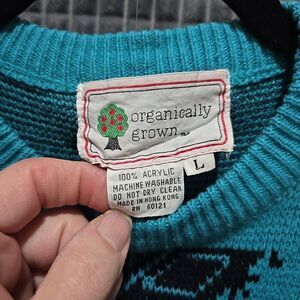 organically
grown
L
100% ACRYLIC
MACHINE WASHABLE
DO NOT DRY CLEAN
MADE IN HONG KONG
RN 60121